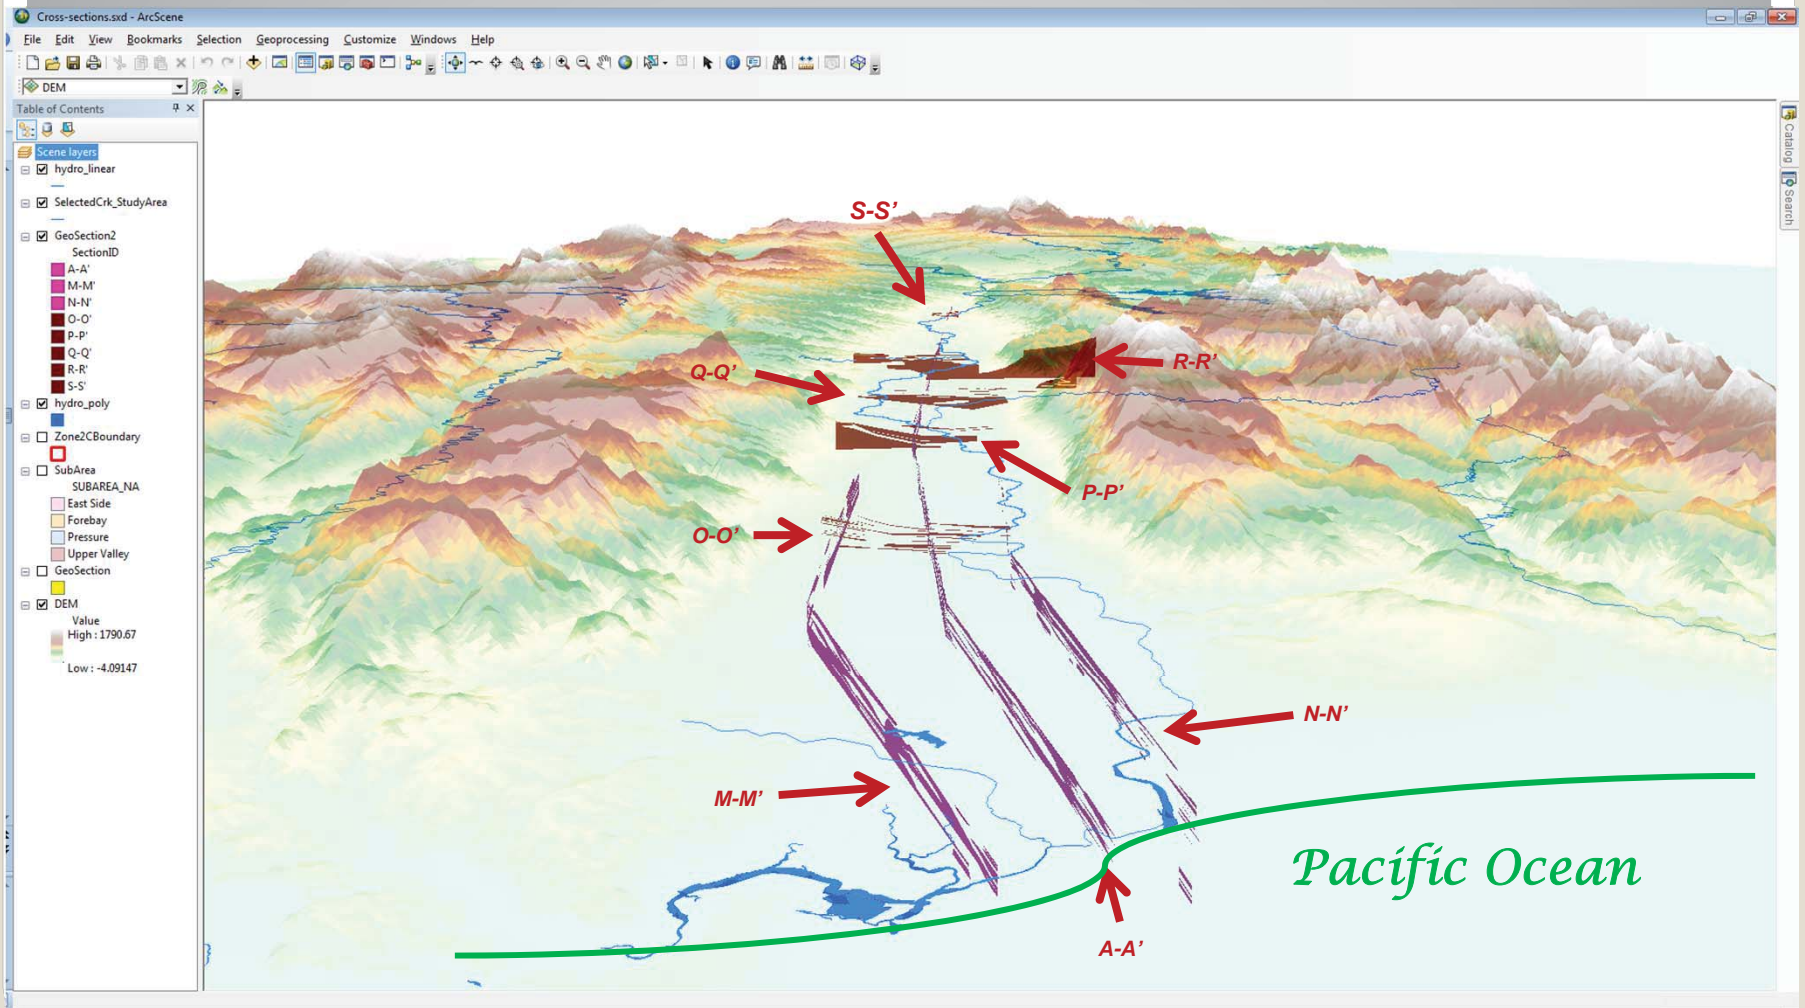 Cross-sections.sxd - ArcScene
File Edit View Bookmarks Selection Geoprocessing Customize Windows Help
DEM
Table of Contents
Scene layers
hydro_linear
SelectedCrk_StudyArea
GeoSection2
SectionID
A-A'
M-M'
N-N'
O-O'
P-P'
Q-Q'
R-R'
S-S'
hydro_poly
Zone2CBoundary
SubArea
SUBAREA_NA
East Side
Forebay
Pressure
Upper Valley
GeoSection
DEM
Value
High : 1790.67
Low : -4.09147
S-S’
Q-Q’
R-R’
P-P’
O-O’
N-N’
M-M’
Pacific Ocean
A-A’
Catalog
Search